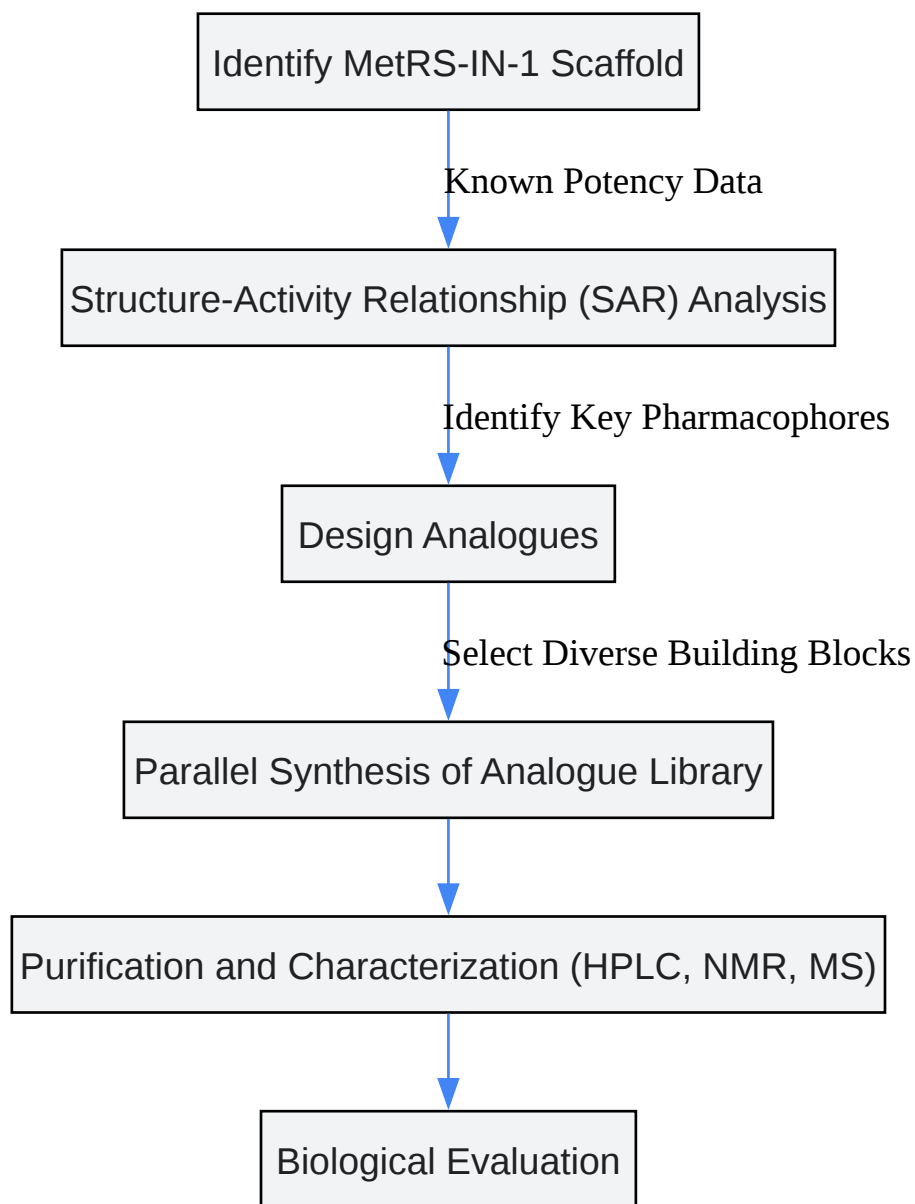 Identify MetRS-IN-1 Scaffold
Known Potency Data
Structure-Activity Relationship (SAR) Analysis
Identify Key Pharmacophores
Design Analogues
Select Diverse Building Blocks
Parallel Synthesis of Analogue Library
Purification and Characterization (HPLC, NMR, MS)
Biological Evaluation